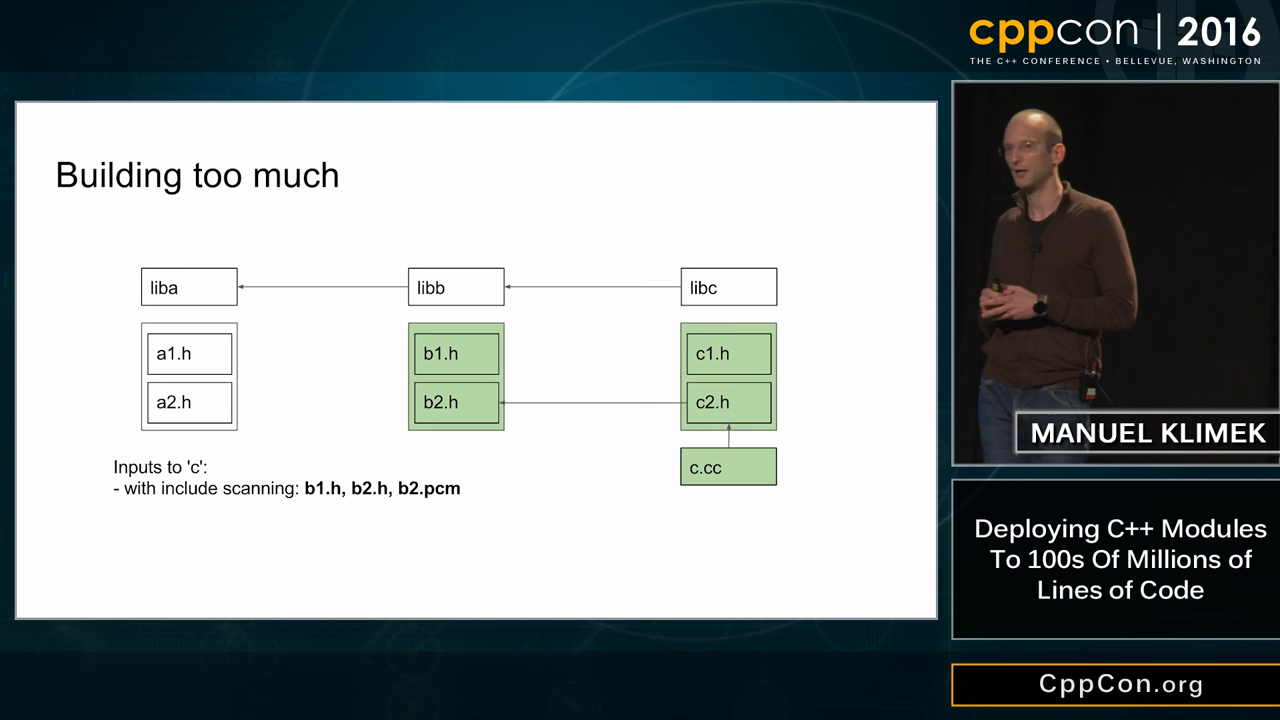 cppcon | 2016
THE C++ CONFERENCE • BELLEVUE, WASHINGTON
Building too much
liba
libb
libc
a1.h
b1.h
c1.h
a2.h
b2.h
c2.h
c.cc
Inputs to 'c':
- with include scanning: b1.h, b2.h, b2.pcm
MANUEL KLIMEK
Deploying C++ Modules
To 100s Of Millions of
Lines of Code
CppCon.org